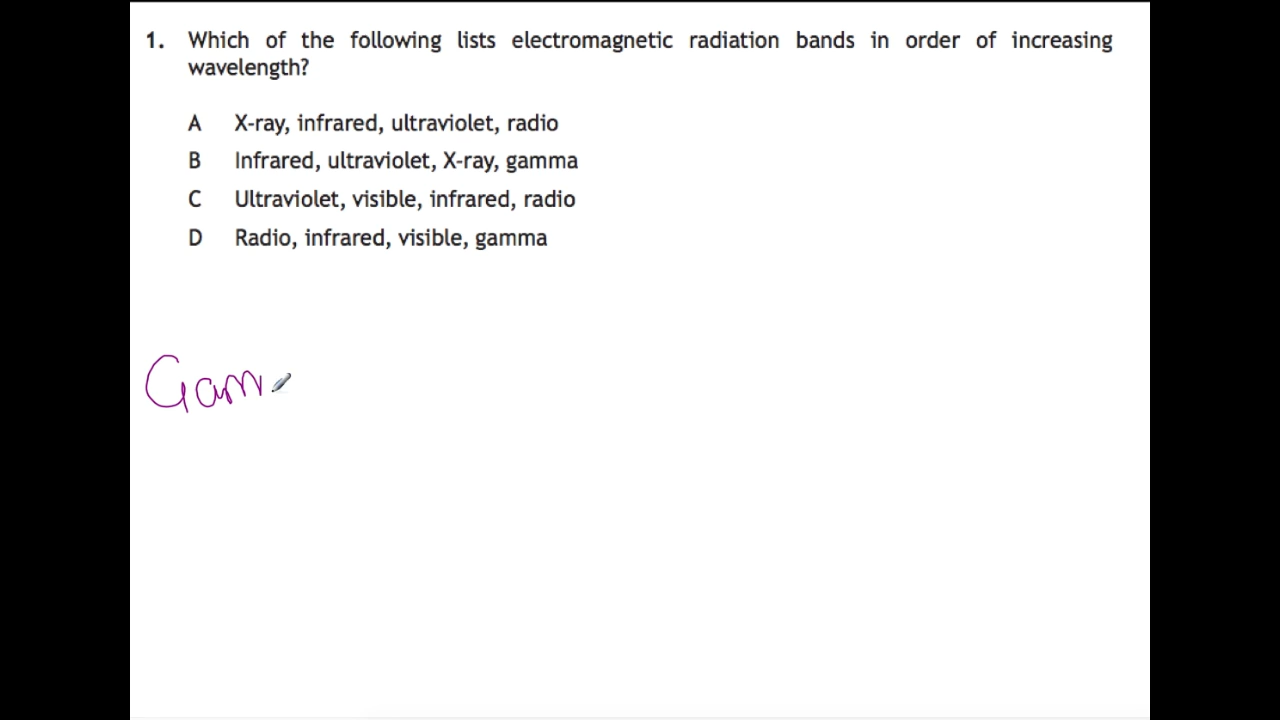 1. Which of the following lists electromagnetic radiation bands in order of increasing
wavelength?
A X-ray, infrared, ultraviolet, radio
B Infrared, ultraviolet, X-ray, gamma
C Ultraviolet, visible, infrared, radio
D Radio, infrared, visible, gamma
Gam